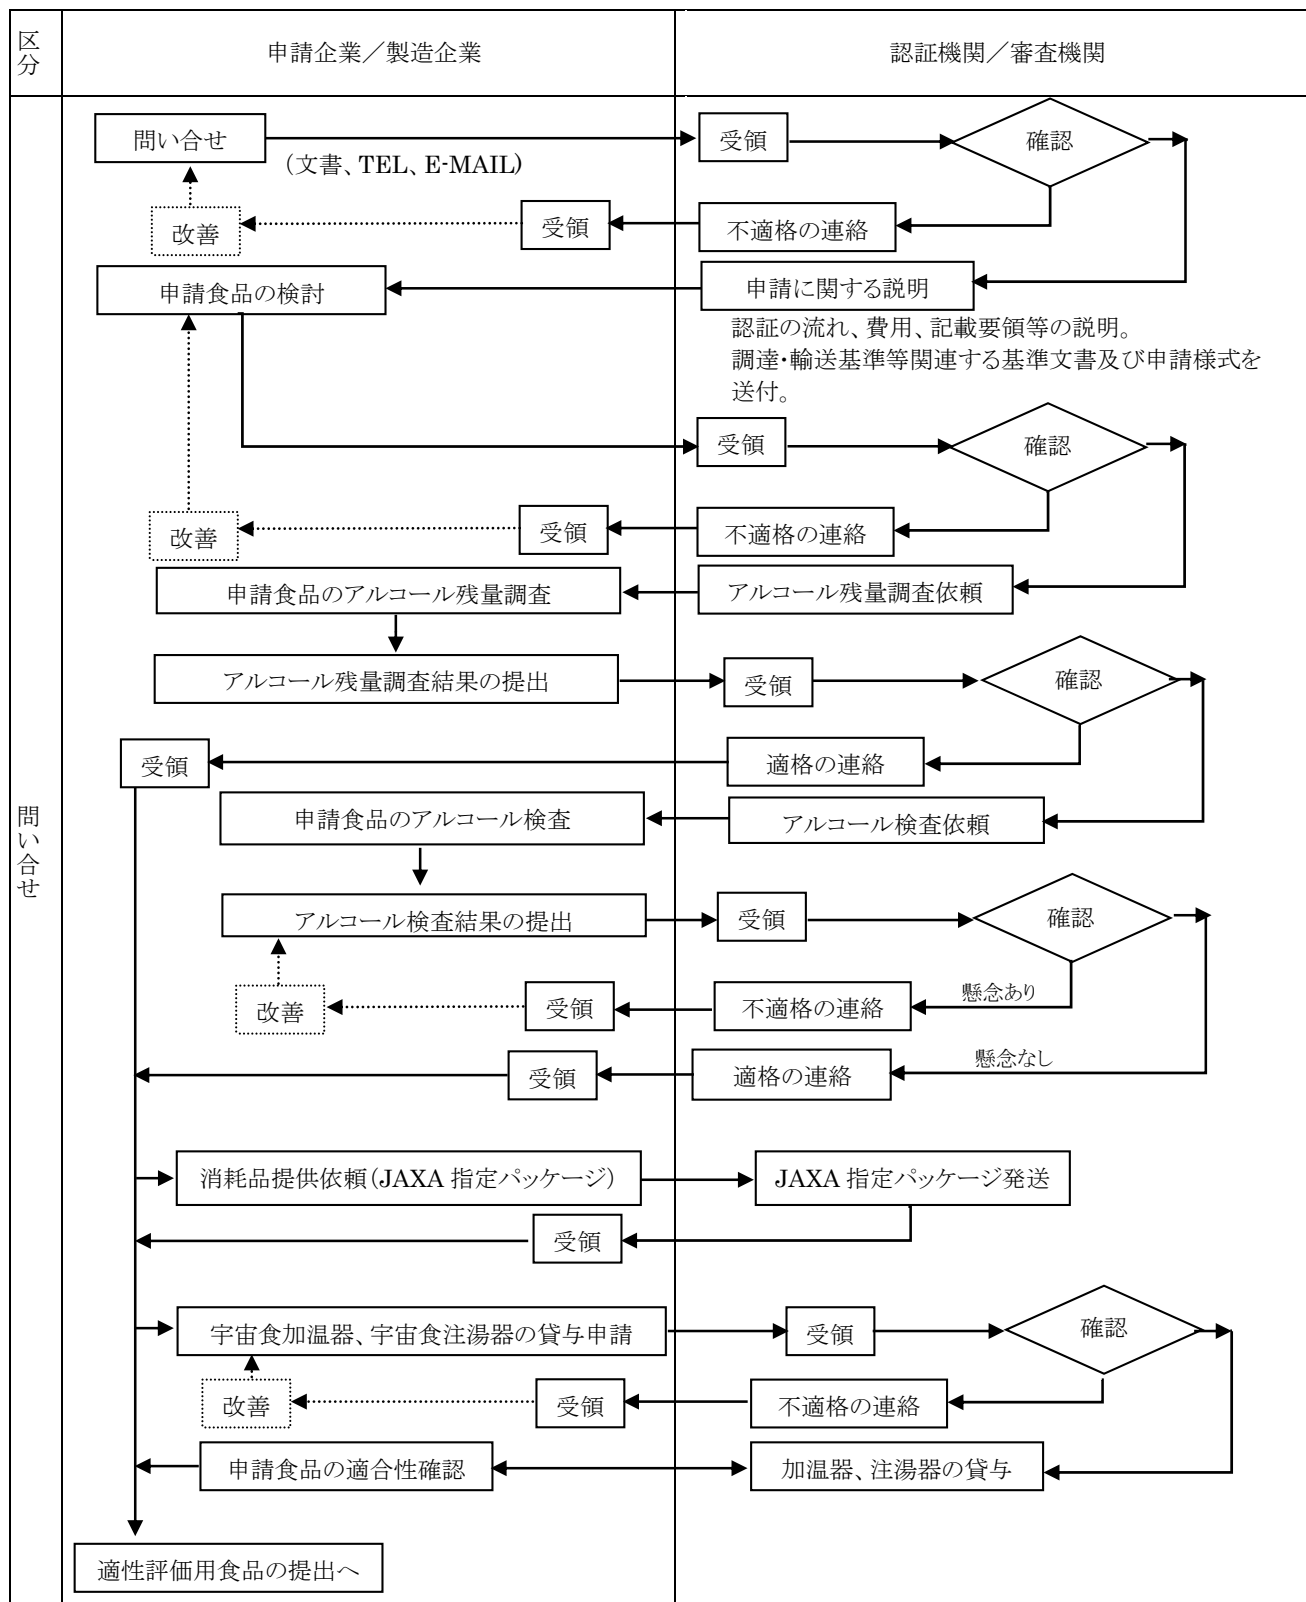 区分
申請企業／製造企業
認証機関／審査機関
問い合せ
問い合せ
(文書、TEL、E-MAIL)
受領
確認
改善
受領
不適格の連絡
申請食品の検討
申請に関する説明
認証の流れ、費用、記載要領等の説明。
調達・輸送基準等関連する基準文書及び申請様式を
送付。
受領
確認
改善
受領
不適格の連絡
申請食品のアルコール残量調査
アルコール残量調査依頼
アルコール残量調査結果の提出
受領
確認
受領
適格の連絡
申請食品のアルコール検査
アルコール検査依頼
アルコール検査結果の提出
受領
確認
改善
受領
不適格の連絡
懸念あり
受領
適格の連絡
懸念なし
消耗品提供依頼（JAXA 指定パッケージ）
JAXA 指定パッケージ発送
受領
宇宙食加温器、宇宙食注湯器の貸与申請
受領
確認
改善
受領
不適格の連絡
申請食品の適合性確認
加温器、注湯器の貸与
適性評価用食品の提出へ